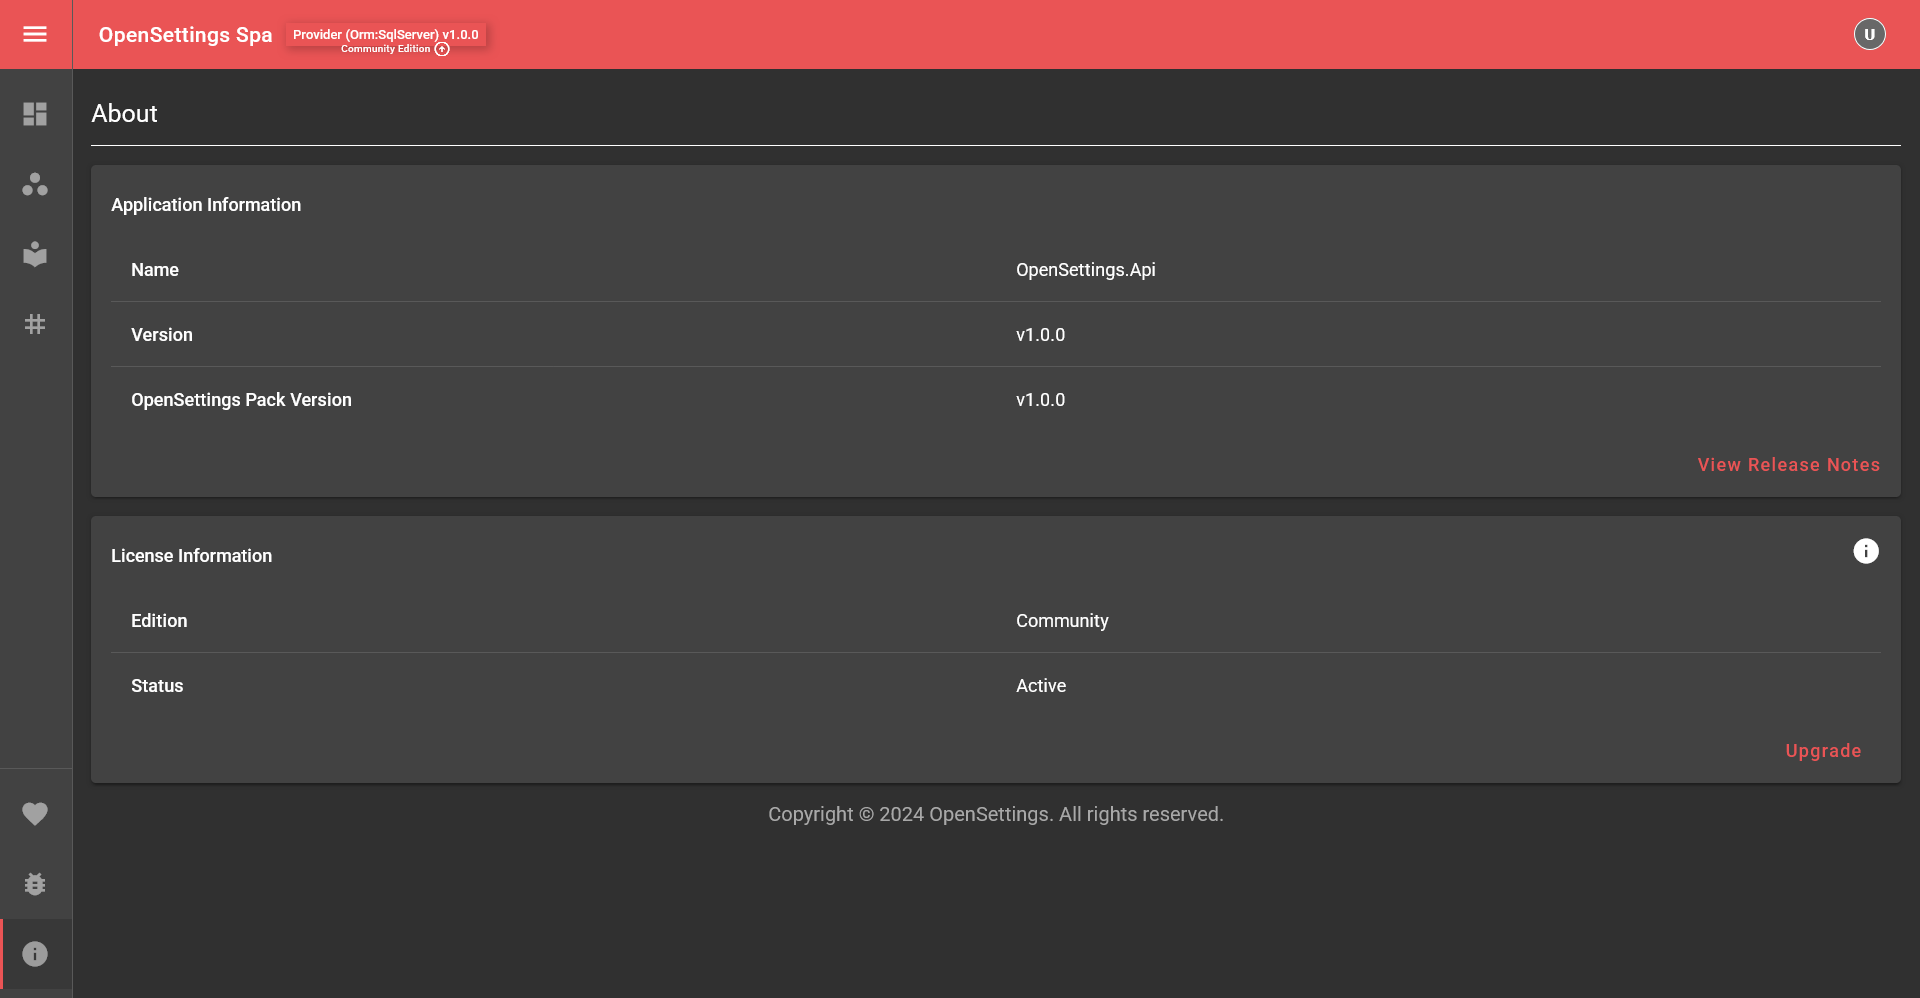 OpenSettings Spa
Provider (Orm:SqlServer) v1.0.0
Community Edition
U
About
Application Information
Name OpenSettings.Api
Version v1.0.0
OpenSettings Pack Version v1.0.0
View Release Notes
License Information
Edition Community
Status Active
Upgrade
Copyright © 2024 OpenSettings. All rights reserved.